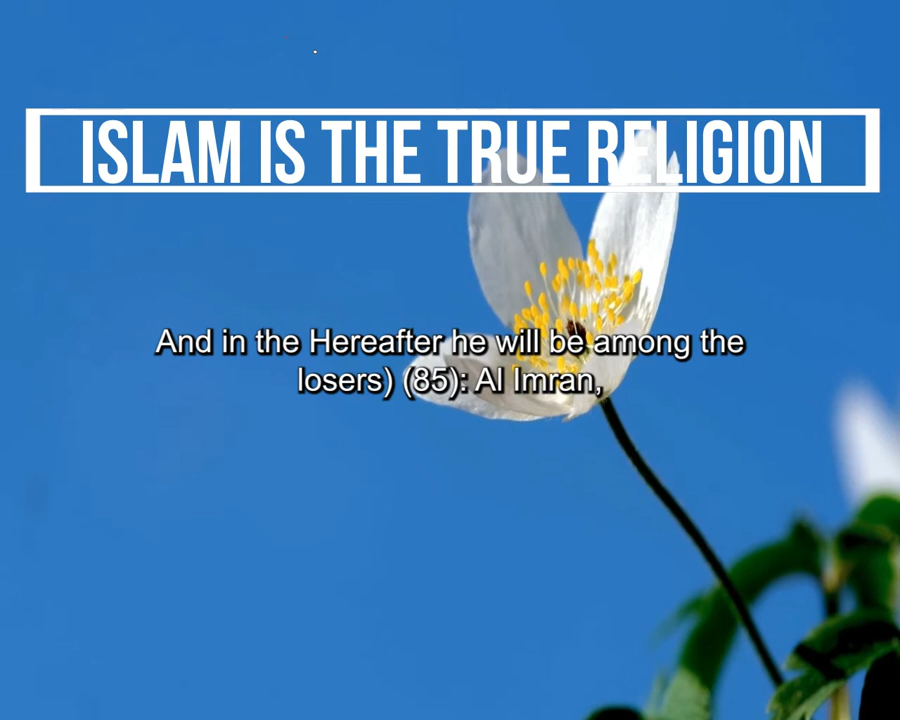 ISLAM IS THE TRUE RELIGION
And in the Hereafter he will be among the
losers) (85): Al Imran,